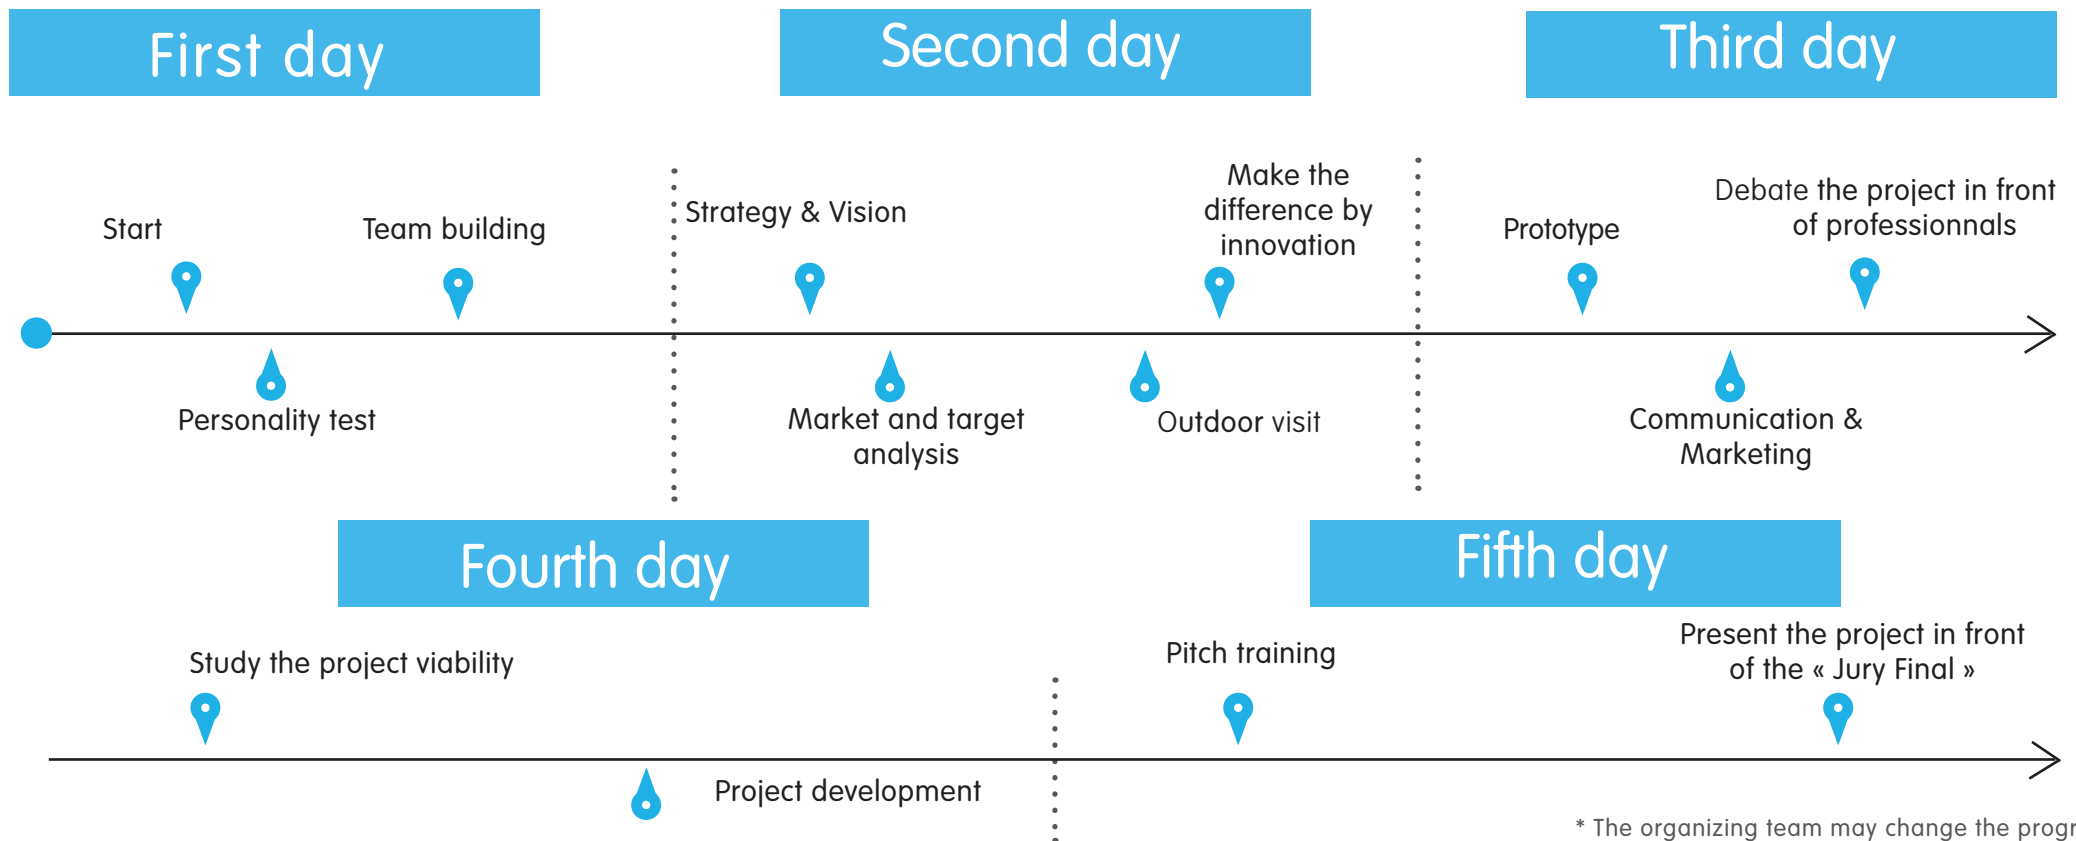 First day
Second day
Third day
Start
Team building
Strategy & Vision
Make the
difference by
innovation
Prototype
Debate the project in front
of professionnals
Personality test
Market and target
analysis
Outdoor visit
Communication &
Marketing
Fourth day
Fifth day
Study the project viability
Pitch training
Present the project in front
of the « Jury Final »
Project development
* The organizing team may change the